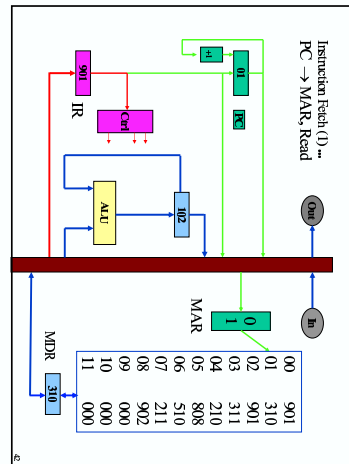 Instruction Fetch (1) ...
PC → MAR, Read
Out
In
PC
01
+1
MAR
01
IR
901
Ctrl
102
ALU
MDR
310
00 901
01 310
02 901
03 311
04 210
05 808
06 510
07 211
08 902
09 000
10 000
11 000